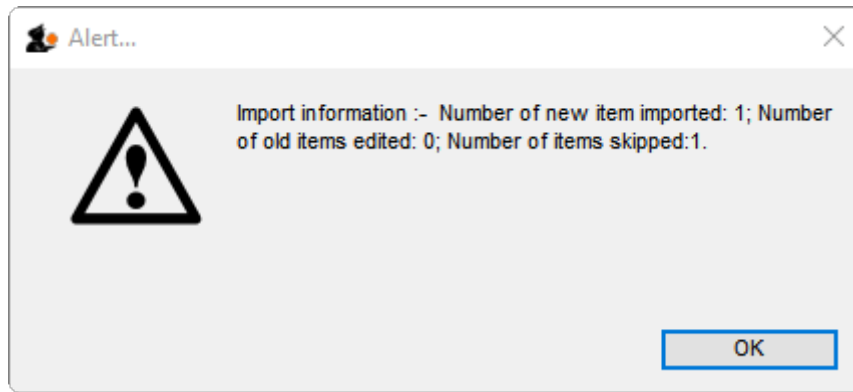 Alert...
Import information :-  Number of new item imported: 1; Number
of old items edited: 0; Number of items skipped:1.
OK